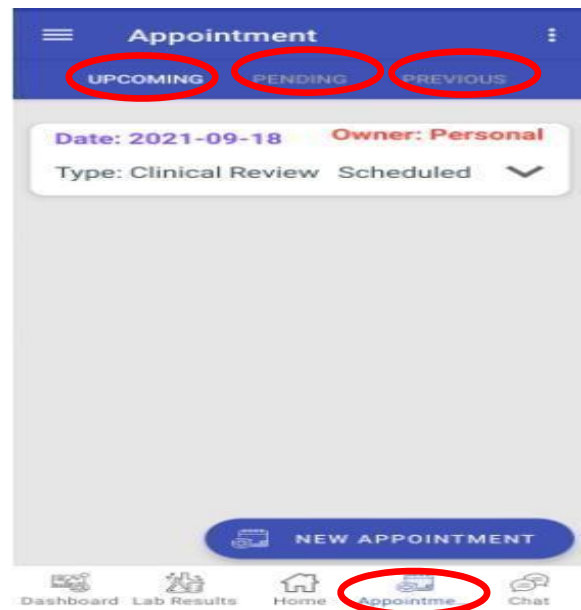 Appointment
UPCOMING PENDING PREVIOUS
Date: 2021-09-18 Owner: Personal
Type: Clinical Review Scheduled
NEW APPOINTMENT
Dashboard Lab Results Home Appointme Chat